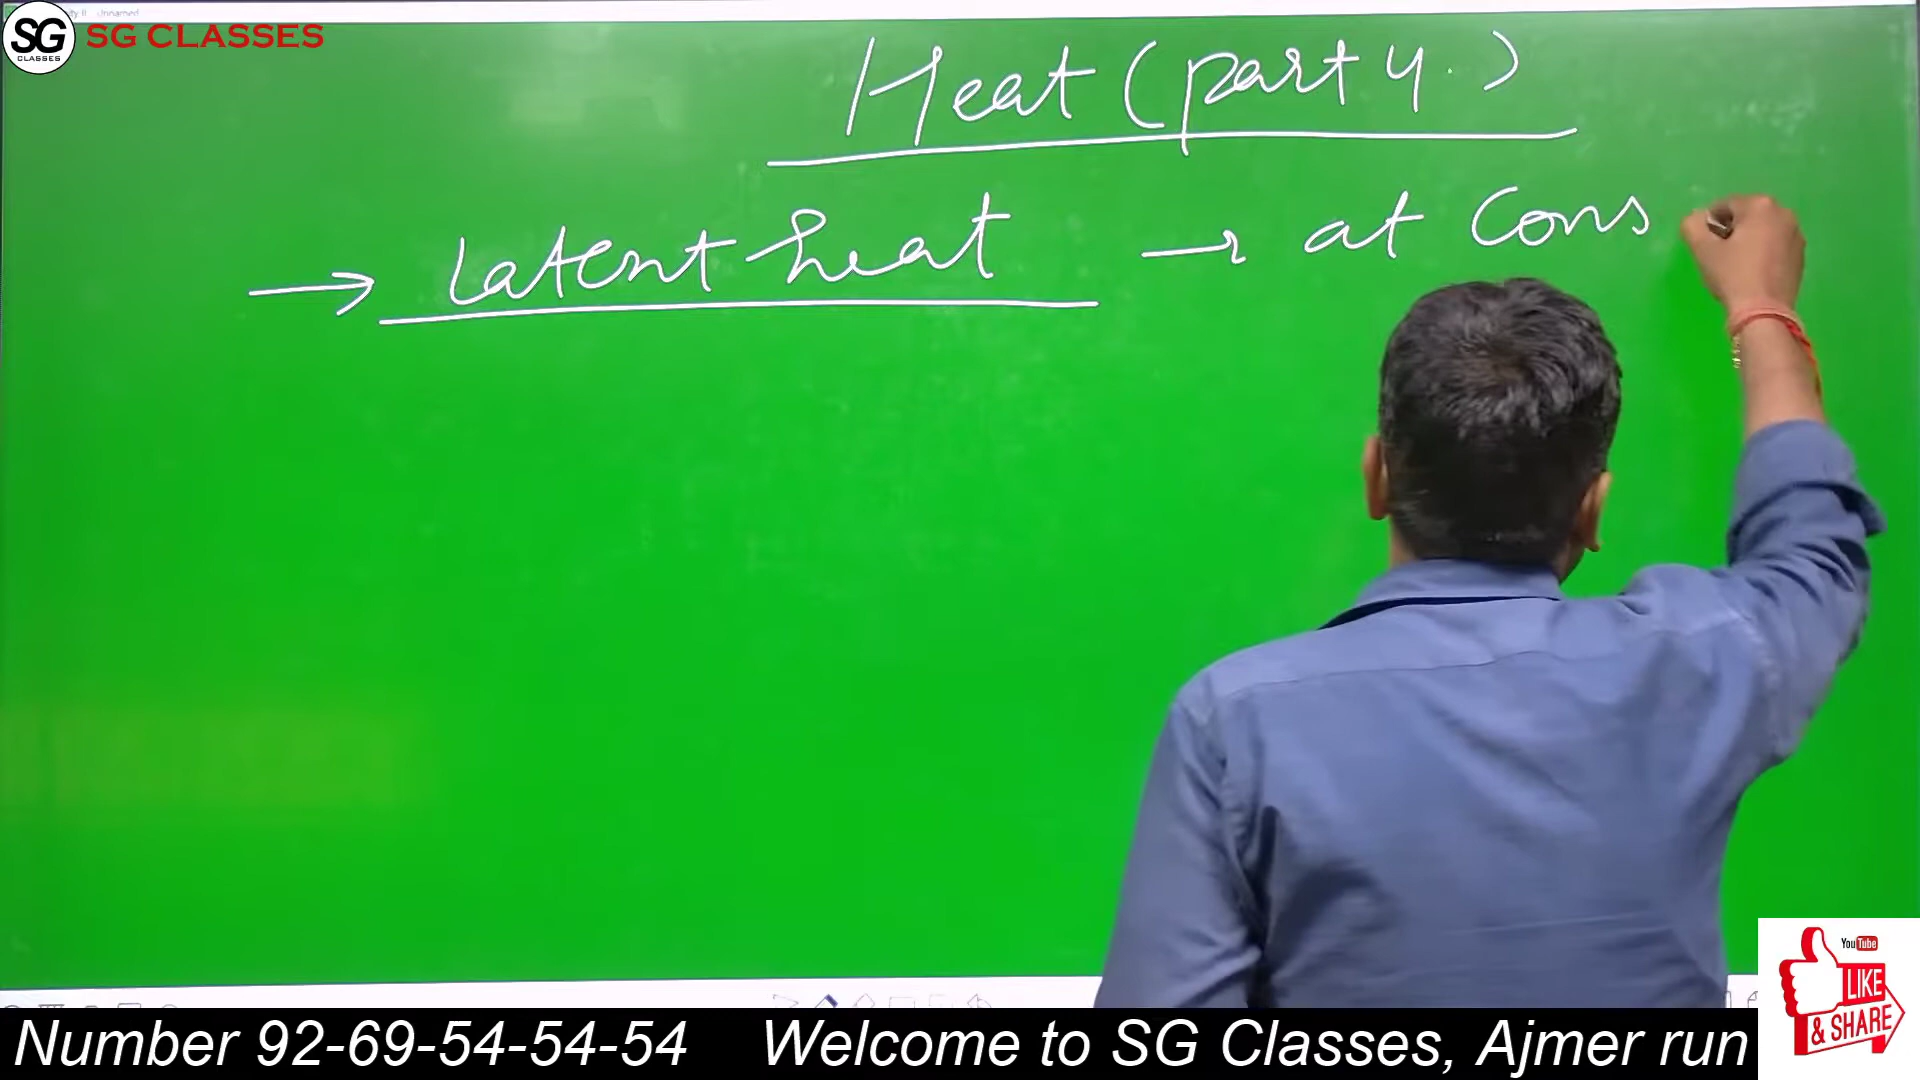 SG CLASSES
SG CLASSES
Heat (part 4.)
→ Latent heat → at Cons
YouTube
LIKE
& SHARE
Number 92-69-54-54-54 Welcome to SG Classes, Ajmer run